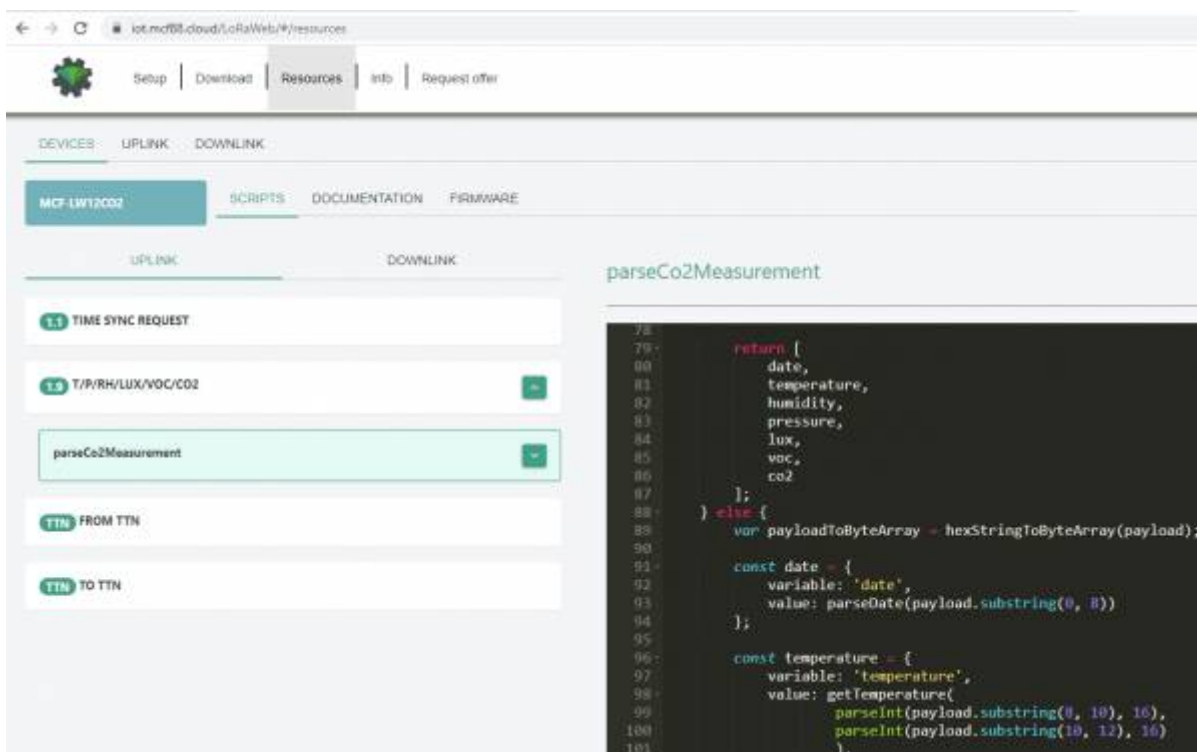 iot.mcf88.cloud/LoRaWeb/#/resources
Setup Download Resources Info Request offer
DEVICES UPLINK DOWNLINK
MCF-LW12CO2 SCRIPTS DOCUMENTATION FIRMWARE
UPLINK DOWNLINK
parseCo2Measurement
1.1 TIME SYNC REQUEST
1.9 T/P/RH/LUX/VOC/CO2
parseCo2Measurement
TTN FROM TTN
TTN TO TTN
78
79 return [
80 date,
81 temperature,
82 humidity,
83 pressure,
84 lux,
85 voc,
86 co2
87 ];
88 } else {
89 var payloadToByteArray = hexStringToByteArray(payload);
90
91 const date = {
92 variable: 'date',
93 value: parseDate(payload.substring(0, 8))
94 };
95
96 const temperature = {
97 variable: 'temperature',
98 value: getTemperature(
99 parseInt(payload.substring(8, 10), 16),
100 parseInt(payload.substring(10, 12), 16)
101 )